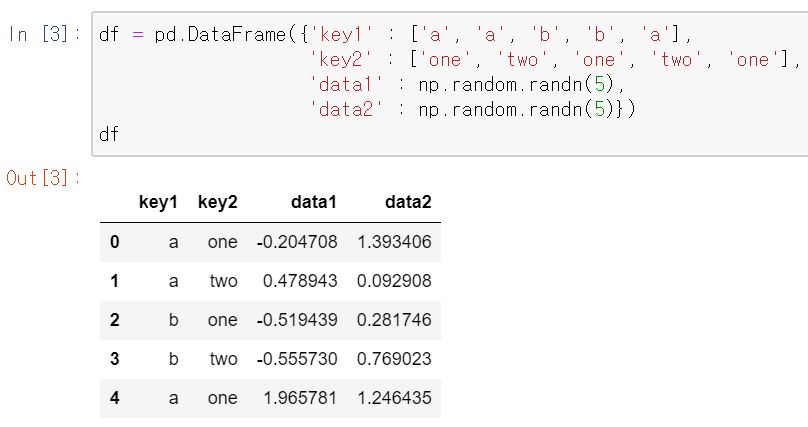 In [3]: df = pd.DataFrame({'key1' : ['a', 'a', 'b', 'b', 'a'],
'key2' : ['one', 'two', 'one', 'two', 'one'],
'data1' : np.random.randn(5),
'data2' : np.random.randn(5)})
df
Out[3]:
key1 key2 data1 data2
0 a one -0.204708 1.393406
1 a two 0.478943 0.092908
2 b one -0.519439 0.281746
3 b two -0.555730 0.769023
4 a one 1.965781 1.246435